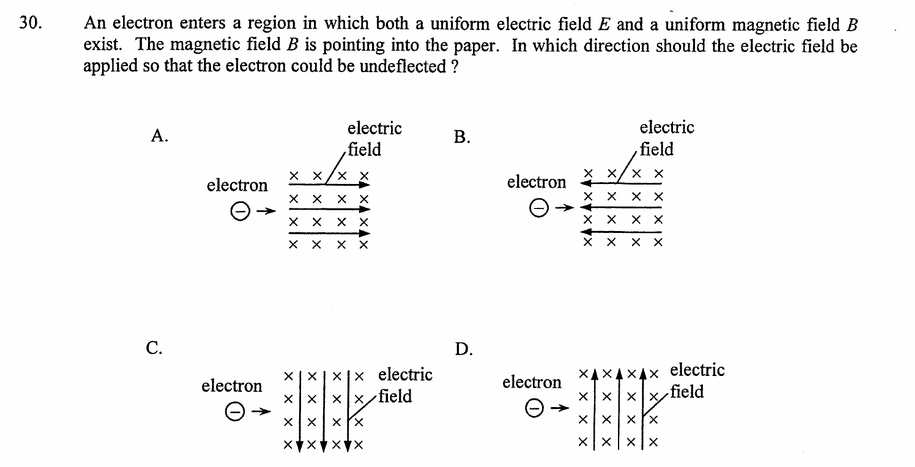 30. An electron enters a region in which both a uniform electric field E and a uniform magnetic field B
exist. The magnetic field B is pointing into the paper. In which direction should the electric field be
applied so that the electron could be undeflected ?
A.
electric
field
electron
B.
electric
field
electron
C.
electric
field
electron
D.
electric
field
electron